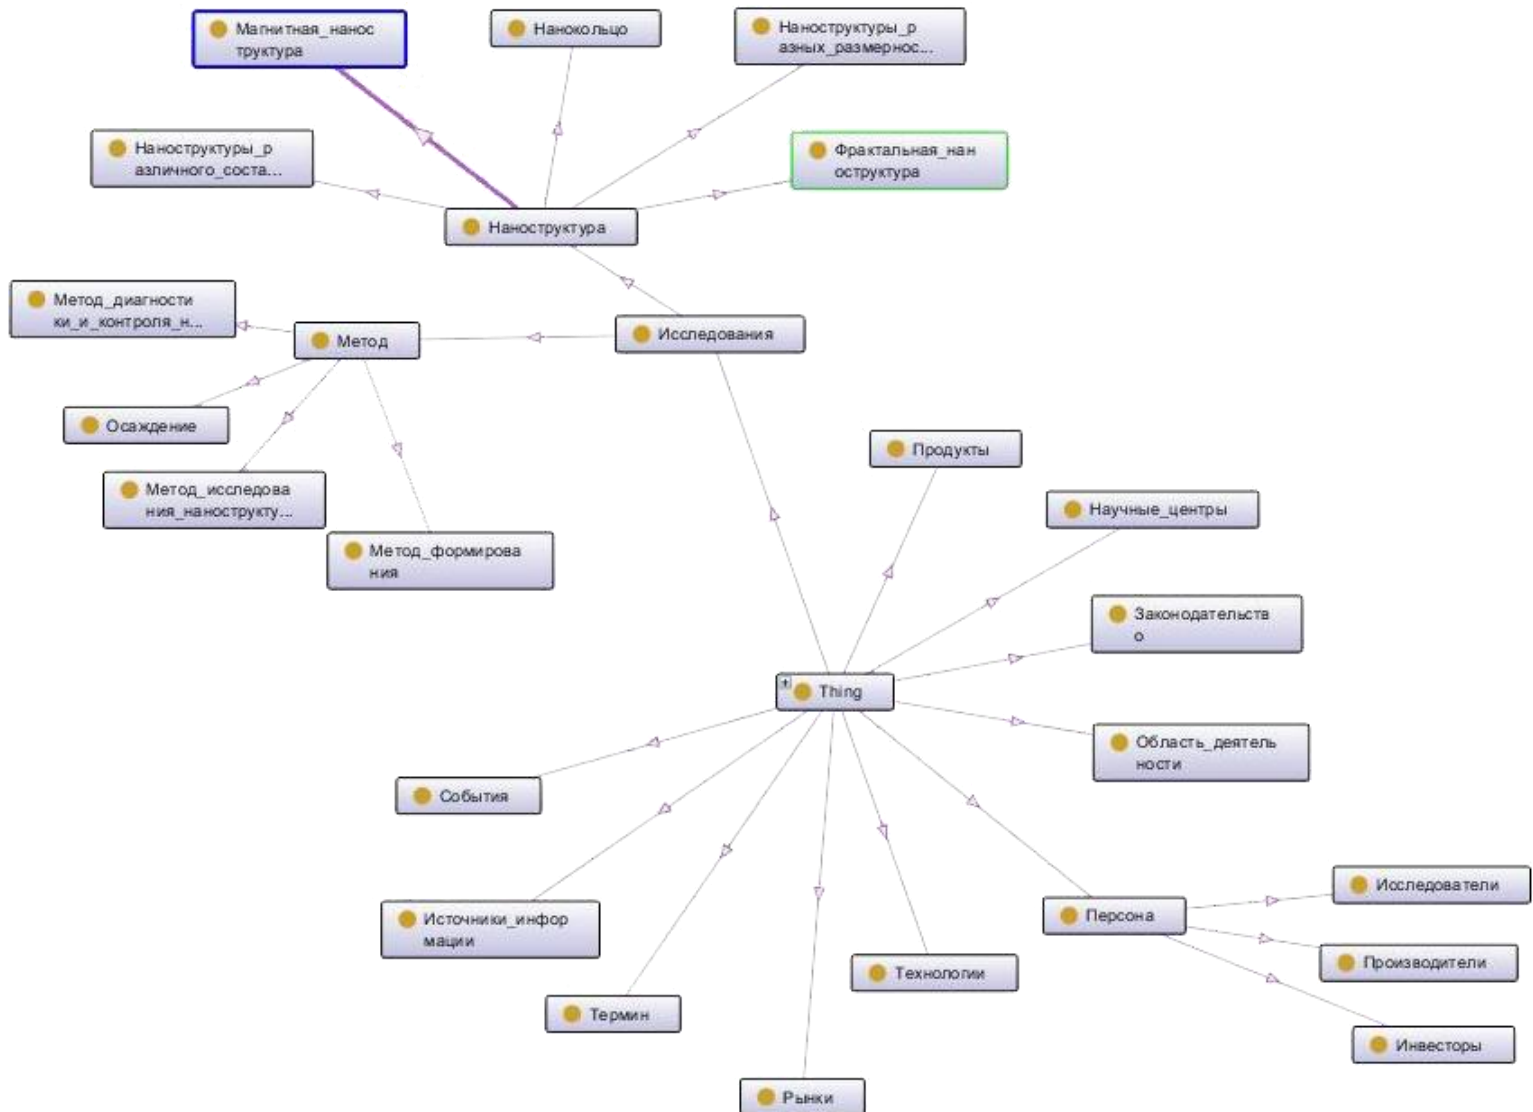 Магнитная_нанос
труктура
Нанокольцо
Наноструктуры_р
азных_размернос...
Наноструктуры_р
азличного_соста...
Фрактальная_нан
оструктура
Наноструктура
Метод_диагности
ки_и_контроля_н...
Метод
Исследования
Осаждение
Продукты
Метод_исследова
ния_нанострукту...
Научные_центры
Метод_формирова
ния
Законодательств
о
Thing
Область_деятель
ности
События
Исследователи
Источники_инфор
мации
Персона
Производители
Технологии
Термин
Инвесторы
Рынки